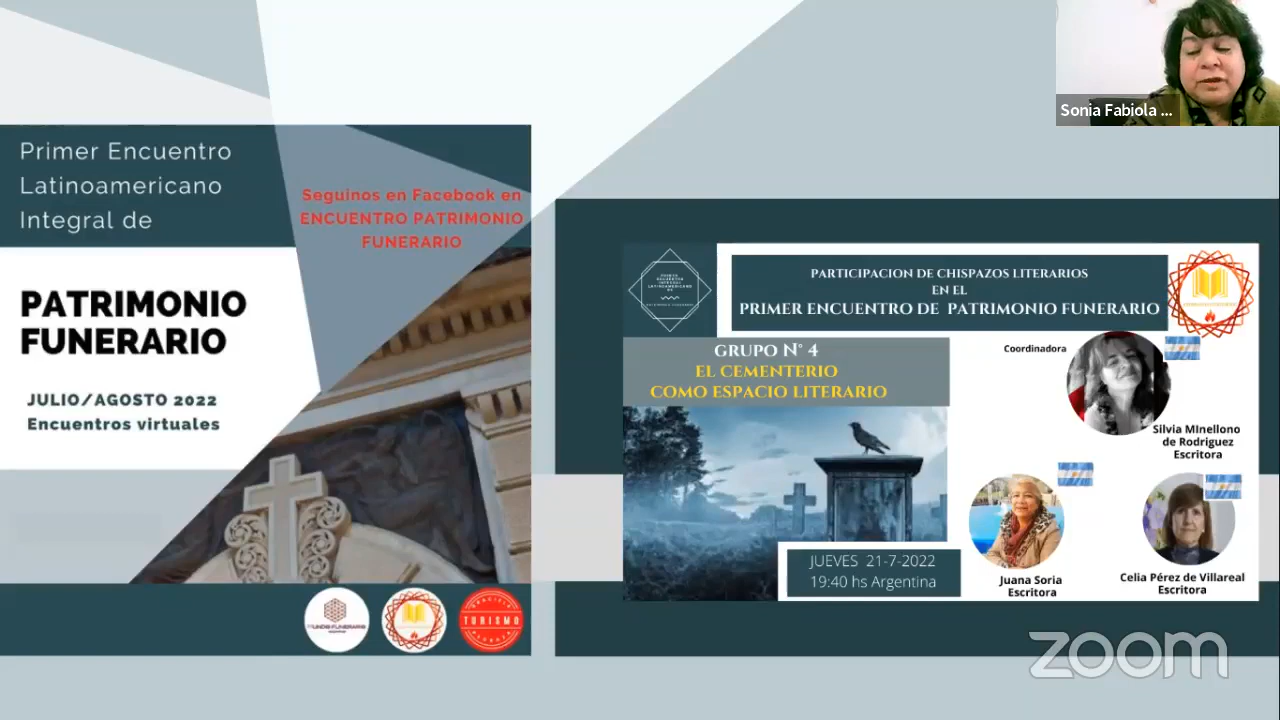 Sonia Fabiola ...
Primer Encuentro
Latinoamericano
Integral de
Seguinos en Facebook en
ENCUENTRO PATRIMONIO
FUNERARIO
PATRIMONIO
FUNERARIO
JULIO/AGOSTO 2022
Encuentros virtuales
TURISMO
PARTICIPACION DE CHISPAZOS LITERARIOS
EN EL
PRIMER ENCUENTRO DE PATRIMONIO FUNERARIO
GRUPO N° 4
EL CEMENTERIO
COMO ESPACIO LITERARIO
Coordinadora
Silvia MInellono
de Rodriguez
Escritora
Juana Soria
Escritora
Celia Pérez de Villareal
Escritora
JUEVES 21-7-2022
19:40 hs Argentina
zoom